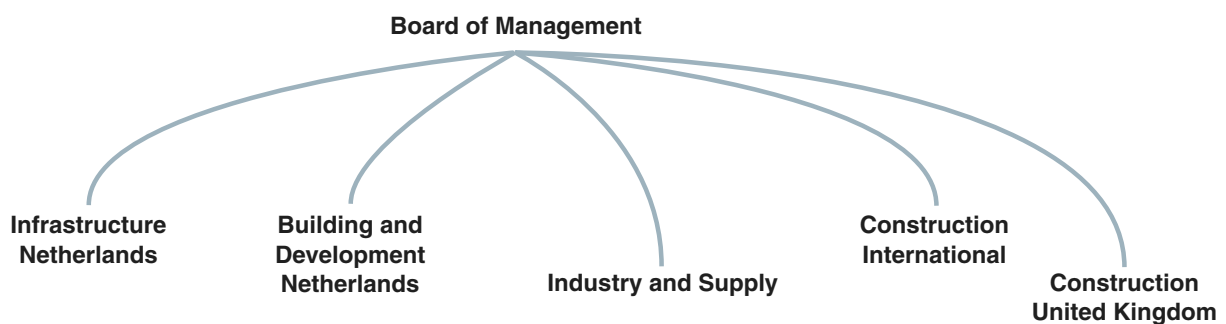 Board of Management
Infrastructure
Netherlands
Building and
Development
Netherlands
Industry and Supply
Construction
International
Construction
United Kingdom